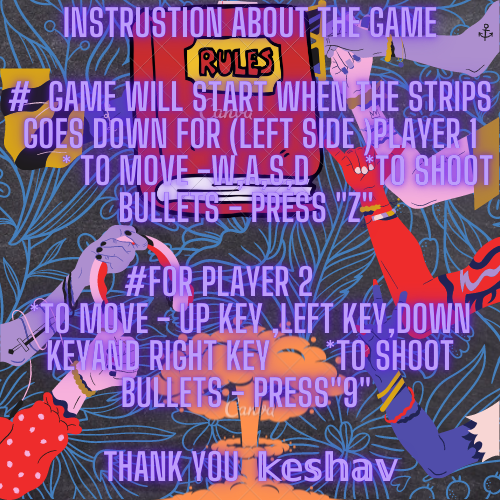 INSTRUSTION ABOUT THE GAME
RULES
# GAME WILL START WHEN THE STRIPS
GOES DOWN FOR (LEFT SIDE )PLAYER 1
* TO MOVE -W,A,S,D *TO SHOOT
BULLETS - PRESS "Z"
#FOR PLAYER 2
*TO MOVE - UP KEY ,LEFT KEY,DOWN
KEYAND RIGHT KEY *TO SHOOT
BULLETS - PRESS"9"
Canva
Canva
THANK YOU keshav